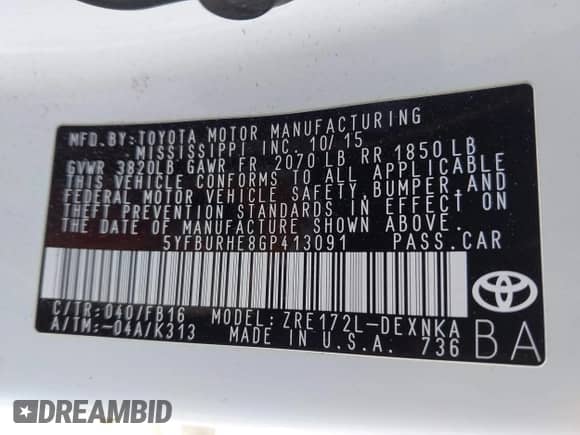 MFD. BY: TOYOTA MOTOR MANUFACTURING
MISSISSIPPI INC. 10/15
GVWR 3820LB GAWR FR 2070 LB RR 1850 LB
THIS VEHICLE CONFORMS TO ALL APPLICABLE
FEDERAL MOTOR VEHICLE SAFETY, BUMPER, AND
THEFT PREVENTION STANDARDS IN EFFECT ON
THE DATE OF MANUFACTURE SHOWN ABOVE.
5YFBURHE8GP413091 PASS. CAR
C/TR: 040/FB16 MODEL: ZRE172L-DEXNKA
A/TM: -04A/K313 MADE IN U.S.A. 736
BA
DREAMBID